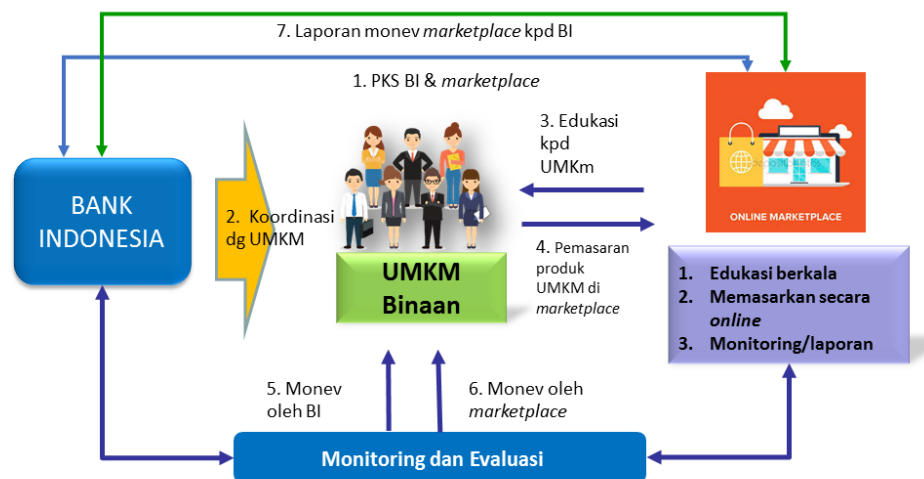 7. Laporan monev marketplace kpd BI
1. PKS BI & marketplace
3. Edukasi
kpd
UMKm
BANK
INDONESIA
2. Koordinasi
dg UMKM
ONLINE MARKETPLACE
4. Pemasaran
produk
UMKM di
marketplace
UMKM
Binaan
1. Edukasi berkala
2. Memasarkan secara
online
3. Monitoring/laporan
5. Monev
oleh BI
6. Monev oleh
marketplace
Monitoring dan Evaluasi